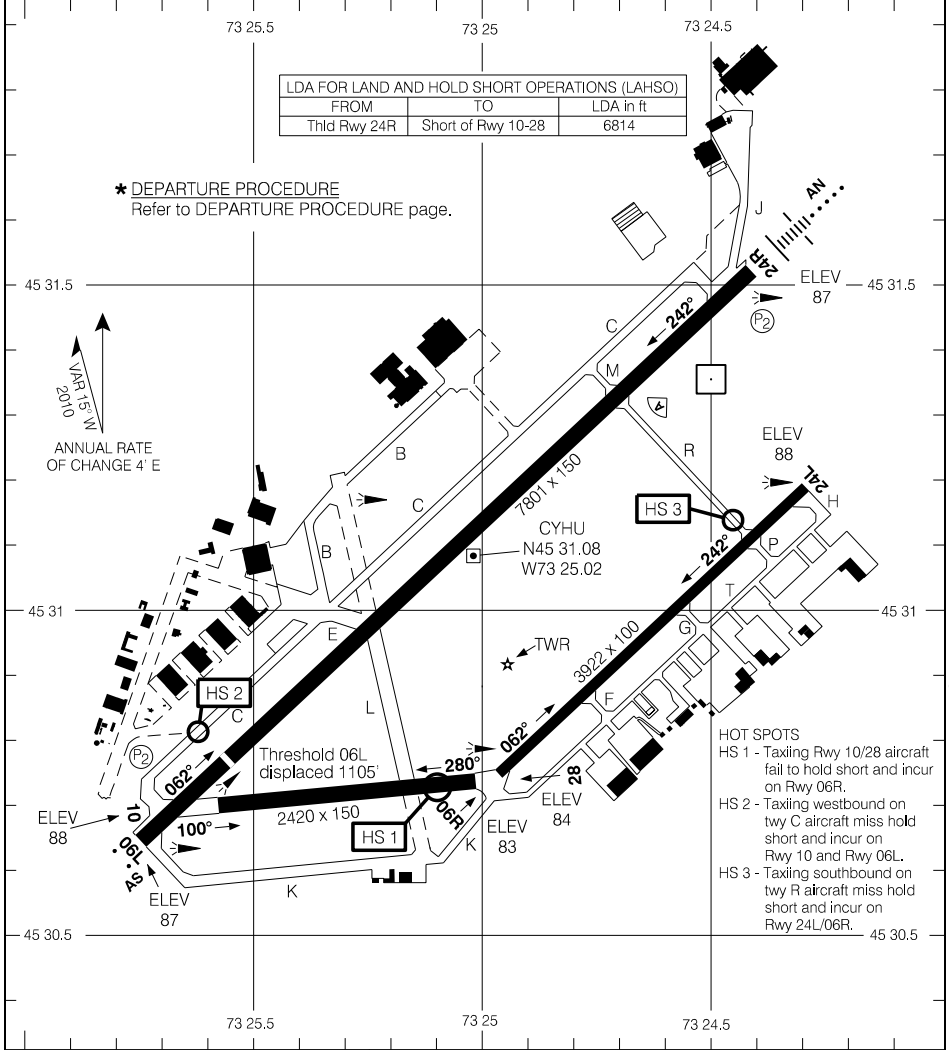 73 25.5
73 25
73 24.5
LDA FOR LAND AND HOLD SHORT OPERATIONS (LAHSO)
FROM TO LDA in ft
Thld Rwy 24R Short of Rwy 10-28 6814
* DEPARTURE PROCEDURE
Refer to DEPARTURE PROCEDURE page.
AN
J
24R
ELEV
87
45 31.5
45 31.5
P2
242°
C
M
A
VAR 15° W
2010
ANNUAL RATE
OF CHANGE 4' E
B
R
ELEV
88
24L
H
7801 x 150
C
HS 3
CYHU
N45 31.08
W73 25.02
B
P
242°
T
45 31
45 31
E
G
TWR
3922 x 100
HS 2
C
L
F
P2
062°
Threshold 06L
displaced 1105'
062°
280°
28
10
ELEV
88
100°
2420 x 150
06R
HS 1
ELEV
84
ELEV
83
06L
AS
K
K
ELEV
87
HOT SPOTS
HS 1 - Taxiing Rwy 10/28 aircraft
fail to hold short and incur
on Rwy 06R.
HS 2 - Taxiing westbound on
twy C aircraft miss hold
short and incur on
Rwy 10 and Rwy 06L.
HS 3 - Taxiing southbound on
twy R aircraft miss hold
short and incur on
Rwy 24L/06R.
45 30.5
45 30.5
73 25.5
73 25
73 24.5